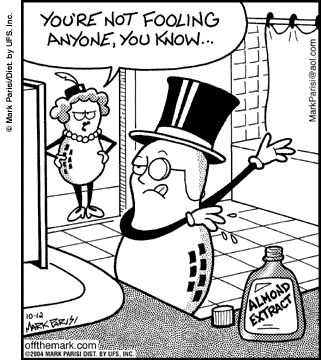 YOU'RE NOT FOOLING
ANYONE, YOU KNOW...
© Mark Parisi/Dist. by UFS, Inc.
MarkParisi@aol.com
ALMOND
EXTRACT
10-12
MARK PARISI
offthemark.com
©2004 MARK PARISI DIST. BY UFS, INC.